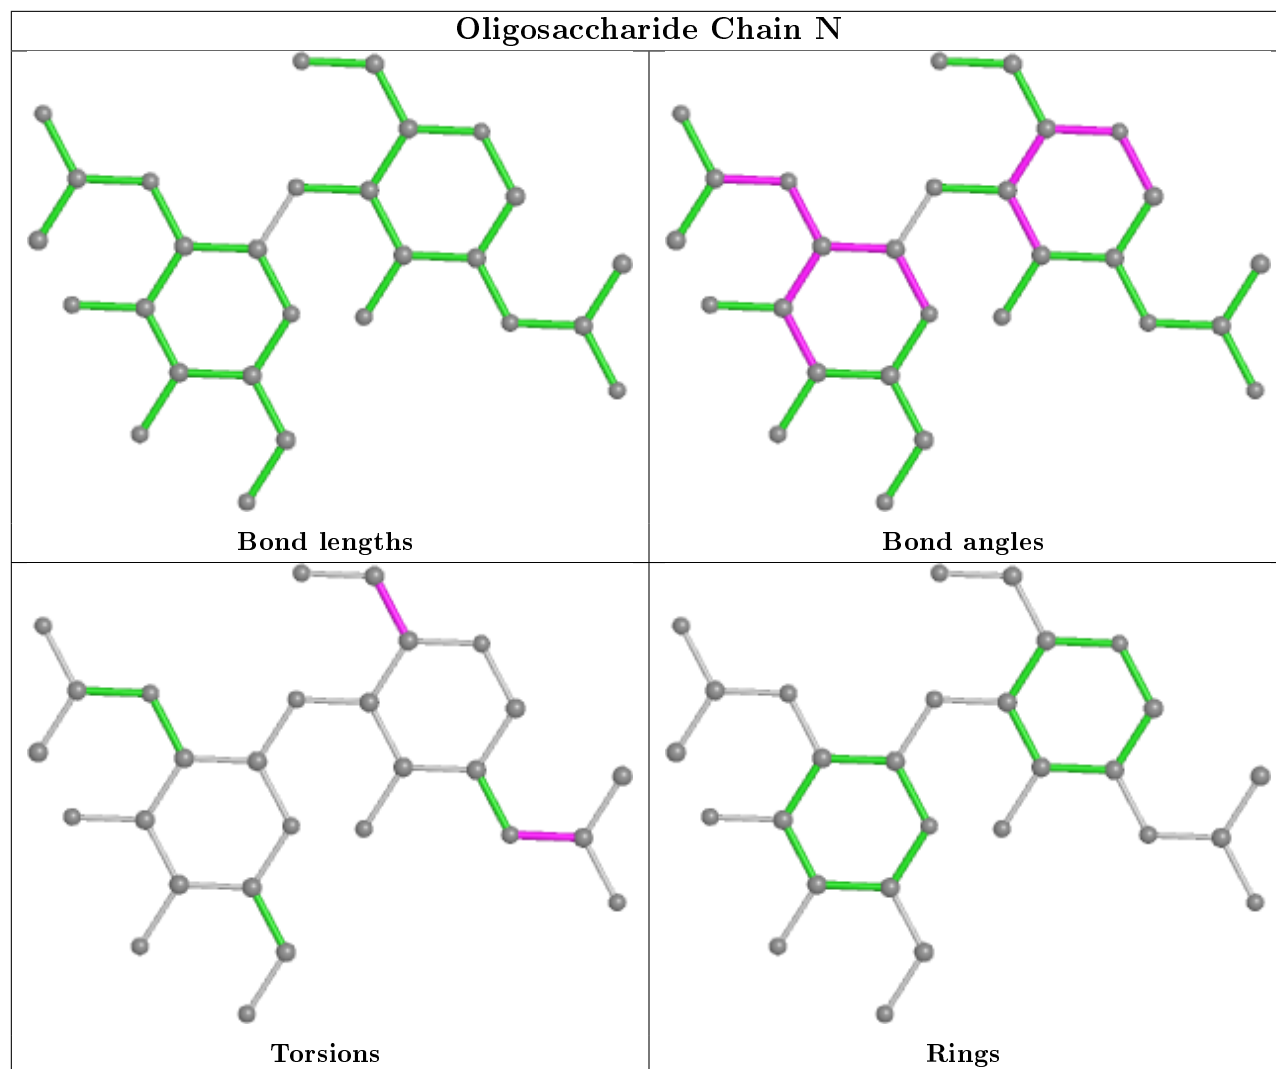 Oligosaccharide Chain N
Bond lengths
Bond angles
Torsions
Rings